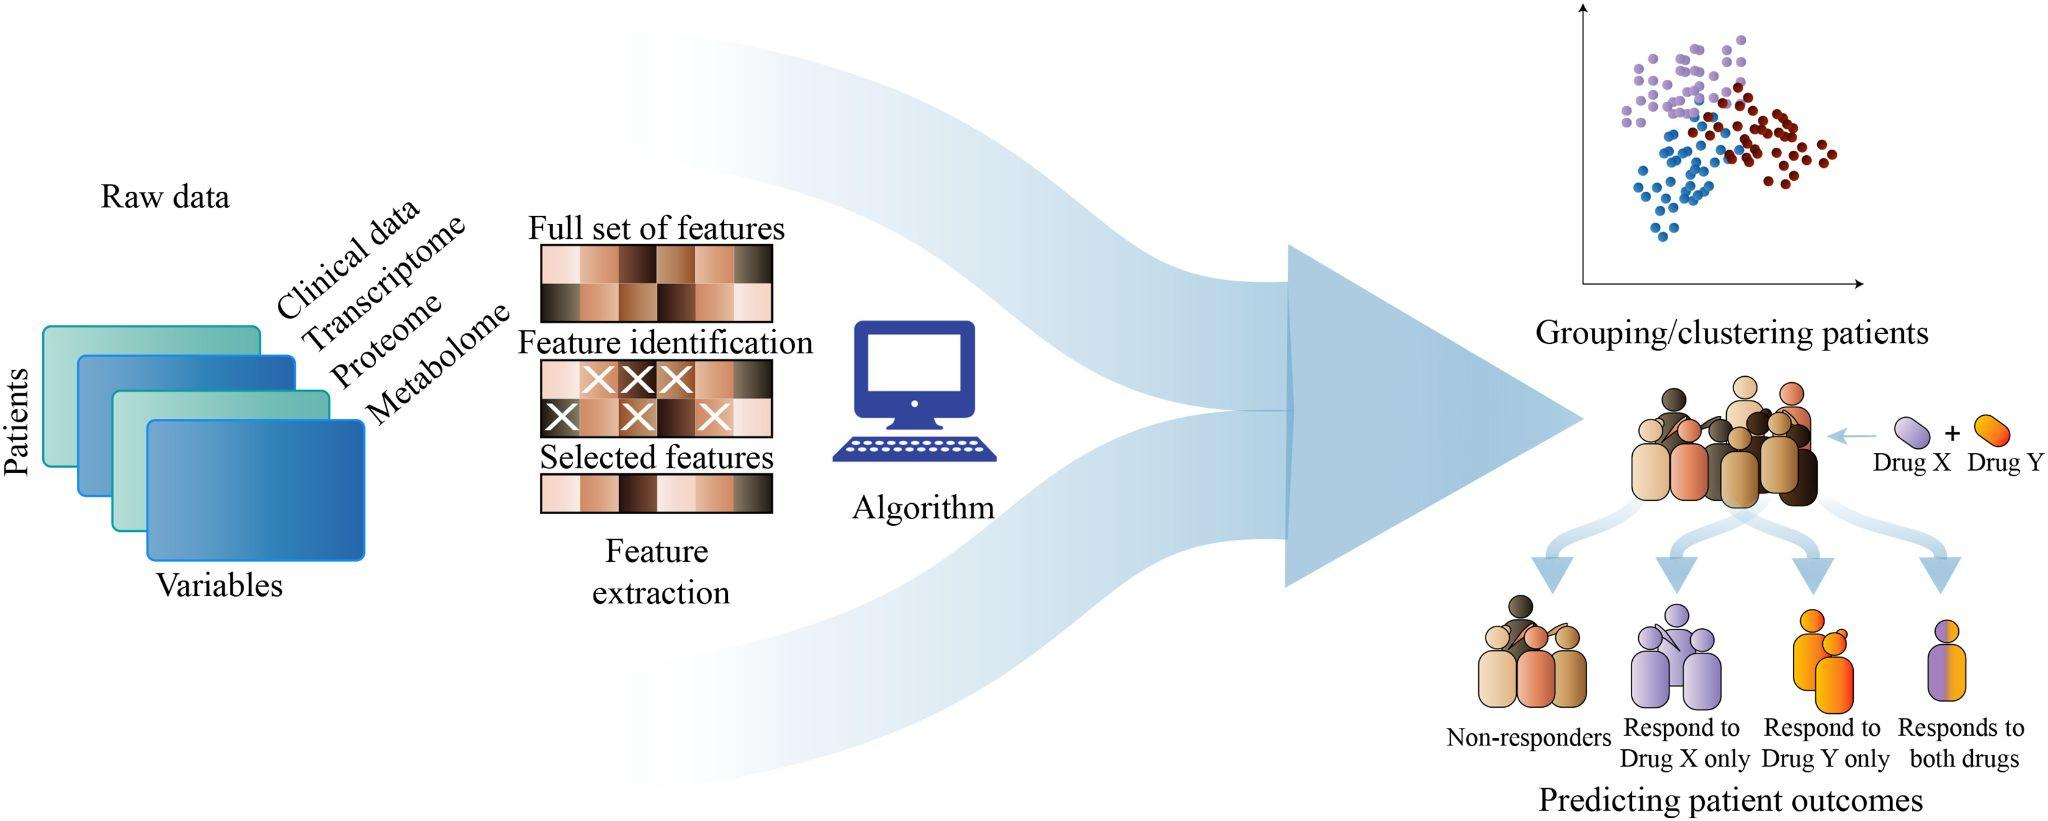 Raw data
Clinical data
Transcriptome
Proteome
Metabolome
Patients
Variables
Full set of features
Feature identification
Selected features
Feature
extraction
Algorithm
Grouping/clustering patients
+
Drug X
Drug Y
Non-responders
Respond to
Drug X only
Respond to
Drug Y only
Responds to
both drugs
Predicting patient outcomes